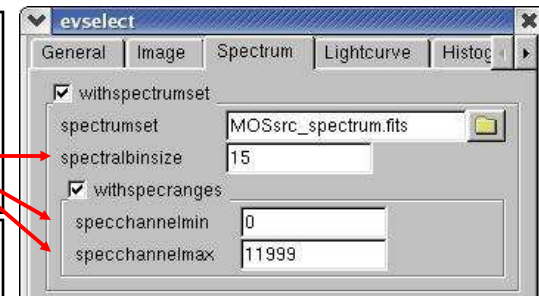 evselect
General Image Spectrum Lightcurve Histog
withspectrumset
spectrumset MOSsrc_spectrum.fits
spectralbinsize 15
withspecranges
specchannelmin 0
specchannelmax 11999